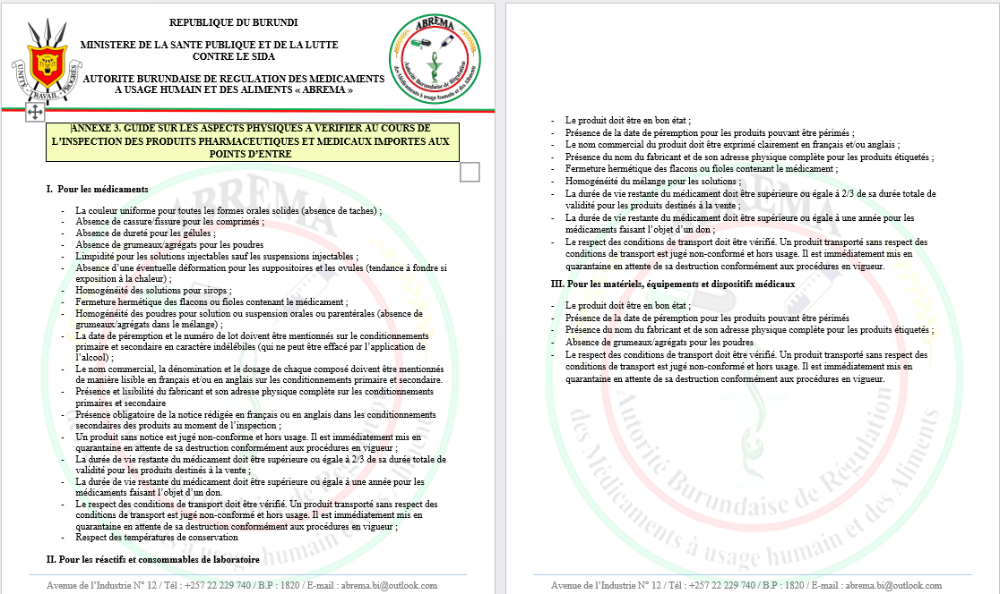 REPUBLIQUE DU BURUNDI
MINISTERE DE LA SANTE PUBLIQUE ET DE LA LUTTE
CONTRE LE SIDA
AUTORITE BURUNDAISE DE REGULATION DES MEDICAMENTS
A USAGE HUMAIN ET DES ALIMENTS « ABREMA »
UNITE - TRAVAIL - PROGRES
ABREMA
Autorité Burundaise de Régulation
des Médicaments à usage humain et des Aliments
ANNEXE 3. GUIDE SUR LES ASPECTS PHYSIQUES A VERIFIER AU COURS DE
L’INSPECTION DES PRODUITS PHARMACEUTIQUES ET MEDICAUX IMPORTES AUX
POINTS D’ENTRE
I. Pour les médicaments
- La couleur uniforme pour toutes les formes orales solides (absence de taches) ;
- Absence de cassure/fissure pour les comprimés ;
- Absence de dureté pour les gélules ;
- Absence de grumeaux/agrégats pour les poudres
- Limpidité pour les solutions injectables sauf les suspensions injectables ;
- Absence d’une éventuelle déformation pour les suppositoires et les ovules (tendance à fondre si
exposition à la chaleur) ;
- Homogénéité des solutions pour sirops ;
- Fermeture hermétique des flacons ou fioles contenant le médicament ;
- Homogénéité des poudres pour solution ou suspension orales ou parentérales (absence de
grumeaux/agrégats dans le mélange) ;
- La date de péremption et le numéro de lot doivent être mentionnés sur le conditionnements
primaire et secondaire en caractère indélébiles (qui ne peut être effacé par l’application de
l’alcool) ;
- Le nom commercial, la dénomination et le dosage de chaque composé doivent être mentionnés
de manière lisible en français et/ou en anglais sur les conditionnements primaire et secondaire.
- Présence et lisibilité du fabricant et son adresse physique complète sur les conditionnements
primaires et secondaire
- Présence obligatoire de la notice rédigée en français ou en anglais dans les conditionnements
secondaires des produits au moment de l’inspection ;
- Un produit sans notice est jugé non-conforme et hors usage. Il est immédiatement mis en
quarantaine en attente de sa destruction conformément aux procédures en vigueur ;
- La durée de vie restante du médicament doit être supérieure ou égale à 2/3 de sa durée totale de
validité pour les produits destinés à la vente ;
- La durée de vie restante du médicament doit être supérieure ou égale à une année pour les
médicaments faisant l’objet d’un don.
- Le respect des conditions de transport doit être vérifié. Un produit transporté sans respect des
conditions de transport est jugé non-conforme et hors usage. Il est immédiatement mis en
quarantaine en attente de sa destruction conformément aux procédures en vigueur ;
- Respect des températures de conservation
II. Pour les réactifs et consommables de laboratoire
Avenue de l’Industrie N° 12 / Tél : +257 22 229 740 / B.P : 1820 / E-mail : abrema.bi@outlook.com
- Le produit doit être en bon état ;
- Présence de la date de péremption pour les produits pouvant être périmés ;
- Le nom commercial du produit doit être exprimé clairement en français et/ou anglais ;
- Présence du nom du fabricant et de son adresse physique complète pour les produits étiquetés ;
- Fermeture hermétique des flacons ou fioles contenant le médicament ;
- Homogénéité du mélange pour les solutions ;
- La durée de vie restante du médicament doit être supérieure ou égale à 2/3 de sa durée totale de
validité pour les produits destinés à la vente ;
- La durée de vie restante du médicament doit être supérieure ou égale à une année pour les
médicaments faisant l’objet d’un don ;
- Le respect des conditions de transport doit être vérifié. Un produit transporté sans respect des
conditions de transport est jugé non-conforme et hors usage. Il est immédiatement mis en
quarantaine en attente de sa destruction conformément aux procédures en vigueur.
III. Pour les matériels, équipements et dispositifs médicaux
- Le produit doit être en bon état ;
- Présence de la date de péremption pour les produits pouvant être périmés
- Présence du nom du fabricant et de son adresse physique complète pour les produits étiquetés ;
- Absence de grumeaux/agrégats pour les poudres
- Le respect des conditions de transport doit être vérifié. Un produit transporté sans respect des
conditions de transport est jugé non-conforme et hors usage. Il est immédiatement mis en
quarantaine en attente de sa destruction conformément aux procédures en vigueur.
ABREMA
Autorité Burundaise de Régulation
des Médicaments à usage humain et des Aliments
Avenue de l’Industrie N° 12 / Tél : +257 22 229 740 / B.P : 1820 / E-mail : abrema.bi@outlook.com